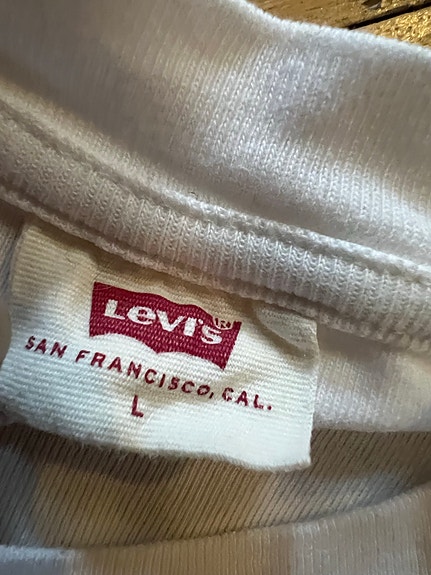 Levi's®
SAN FRANCISCO, CAL.
L